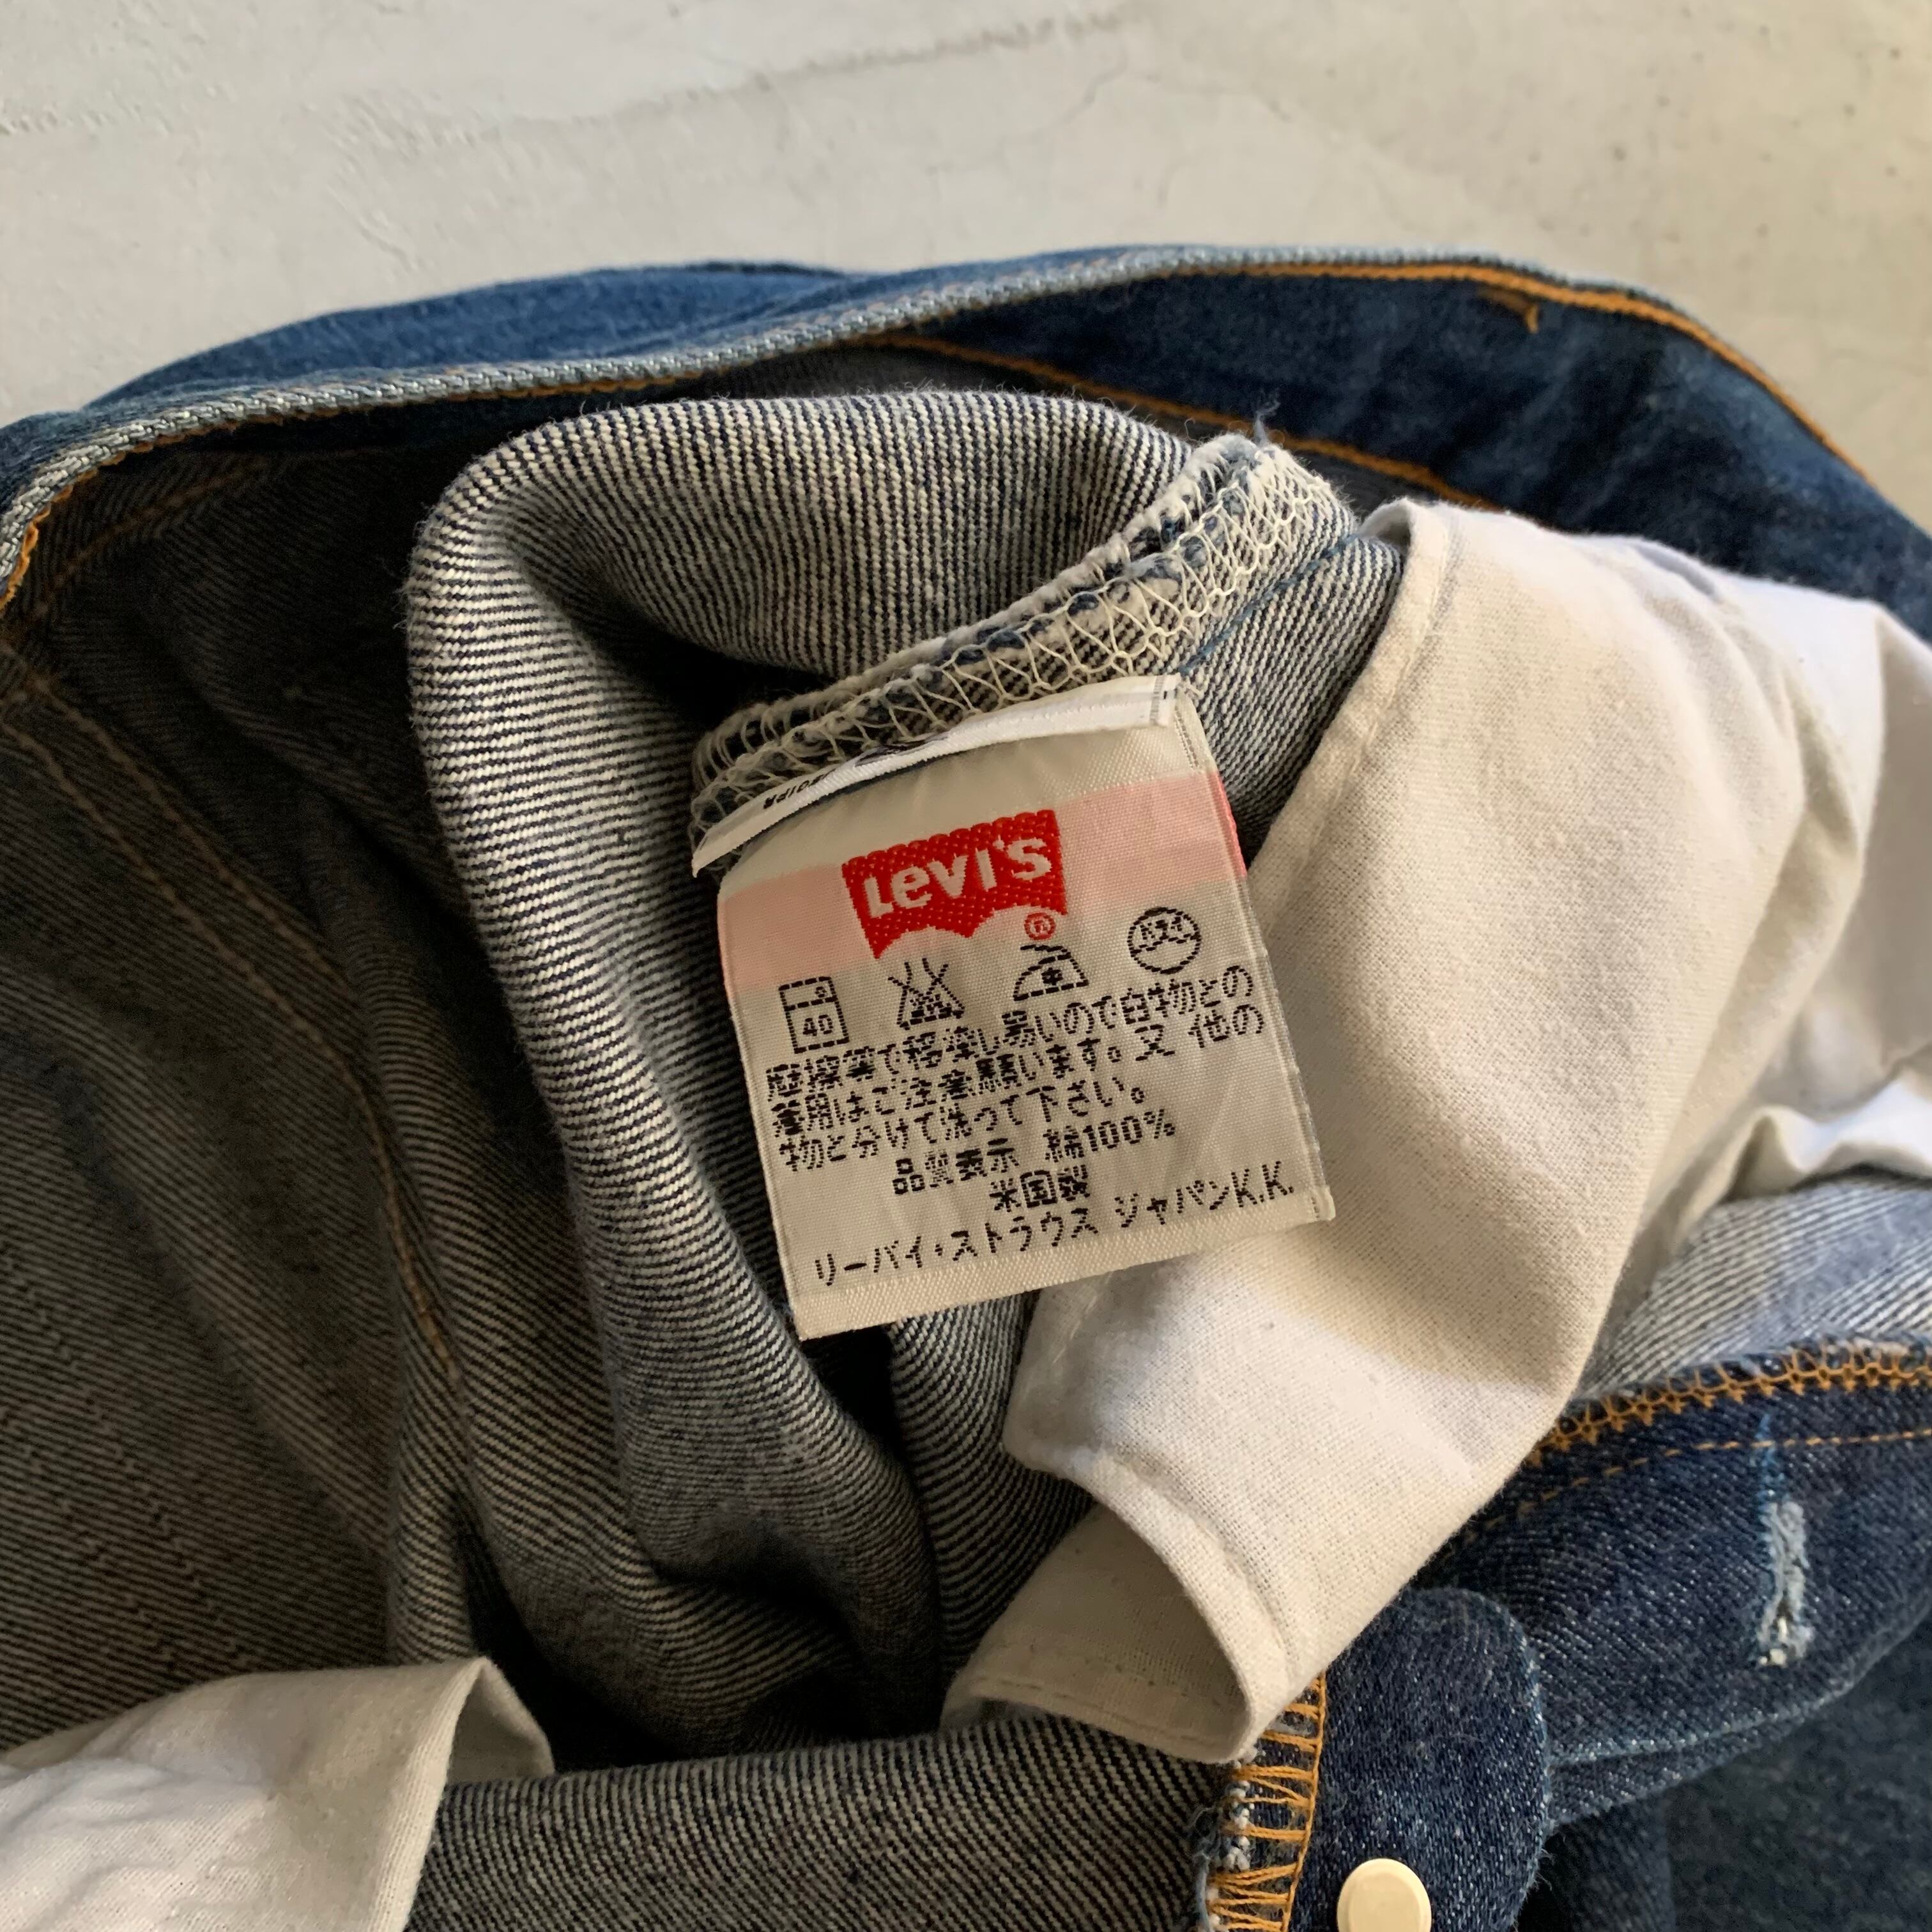 LEVI'S
®
40
ドライ
摩擦等で移染し易いので白物との
着用はご注意願います。又他の
物と分けて洗って下さい。
品質表示 綿100%
米国製
リーバイ・ストラウス ジャパンK.K.